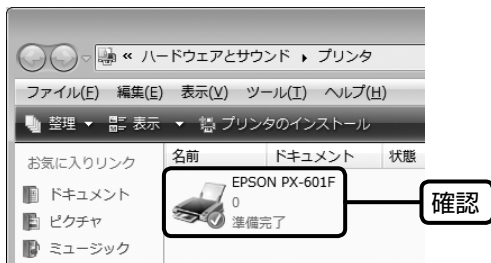 « ハードウェアとサウンド ▸ プリンタ
ファイル(F) 編集(E) 表示(V) ツール(T) ヘルプ(H)
整理 ▼ 表示 ▼ プリンタのインストール
お気に入りリンク
ドキュメント
ピクチャ
ミュージック
名前 ドキュメント 状態
EPSON PX-601F
0
準備完了
確認